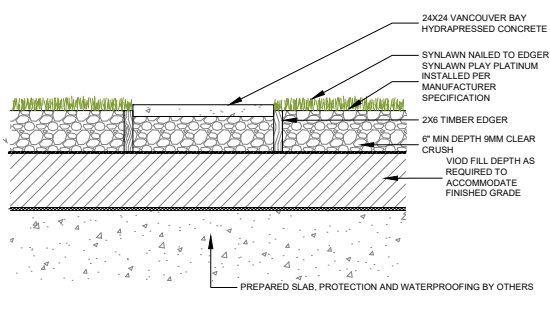 24X24 VANCOUVER BAY
HYDRAPRESSED CONCRETE
SYNLAWN NAILED TO EDGER
SYNLAWN PLAY PLATINUM
INSTALLED PER
MANUFACTURER
SPECIFICATION
2X6 TIMBER EDGER
6" MIN DEPTH 9MM CLEAR
CRUSH
VIOD FILL DEPTH AS
REQUIRED TO
ACCOMMODATE
FINISHED GRADE
PREPARED SLAB, PROTECTION AND WATERPROOFING BY OTHERS